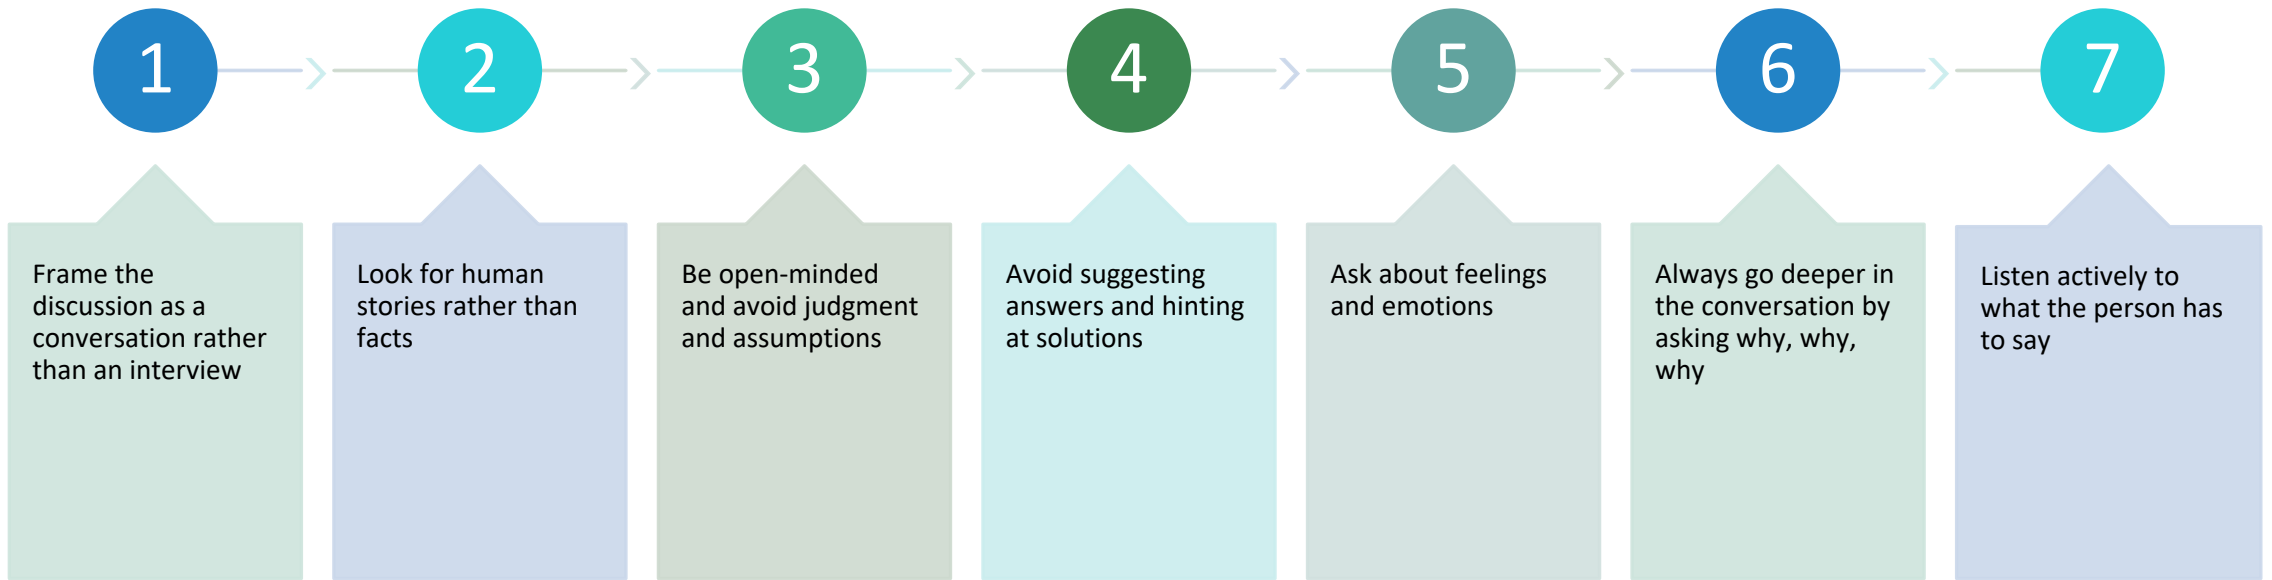 1
2
3
4
5
6
7
Frame the
discussion as a
conversation rather
than an interview
Look for human
stories rather than
facts
Be open-minded
and avoid judgment
and assumptions
Avoid suggesting
answers and hinting
at solutions
Ask about feelings
and emotions
Always go deeper in
the conversation by
asking why, why,
why
Listen actively to
what the person has
to say